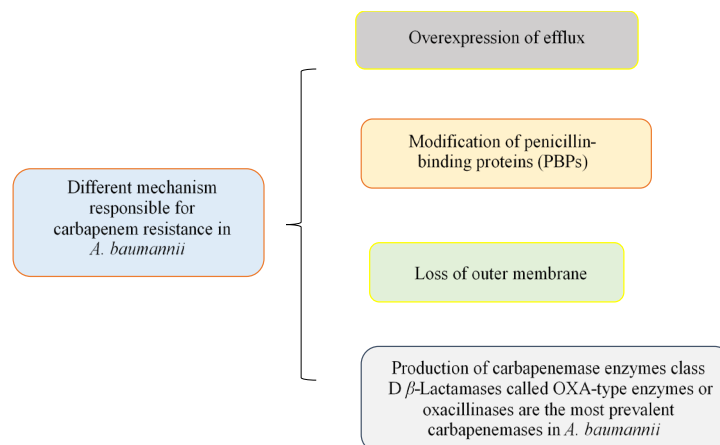 Overexpression of efflux
Modification of penicillin-
binding proteins (PBPs)
Different mechanism
responsible for
carbapenem resistance in
A. baumannii
Loss of outer membrane
Production of carbapenemase enzymes class
D β-Lactamases called OXA-type enzymes or
oxacillinases are the most prevalent
carbapenemases in A. baumannii